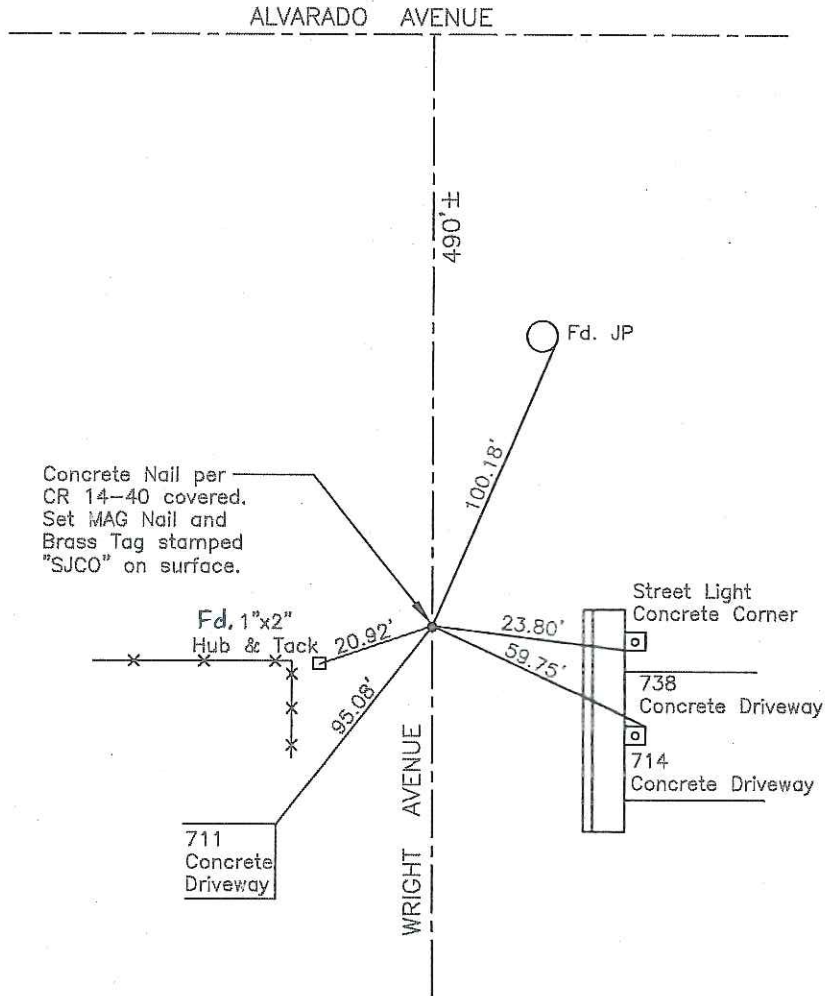 ALVARADO AVENUE
490'±
Fd. JP
100.18'
Concrete Nail per
CR 14-40 covered.
Set MAG Nail and
Brass Tag stamped
"SJCO" on surface.
Fd. 1"x2"
Hub & Tack
20.92'
23.80'
Street Light
Concrete Corner
59.75'
738
Concrete Driveway
95.08'
714
Concrete Driveway
711
Concrete
Driveway
WRIGHT AVENUE